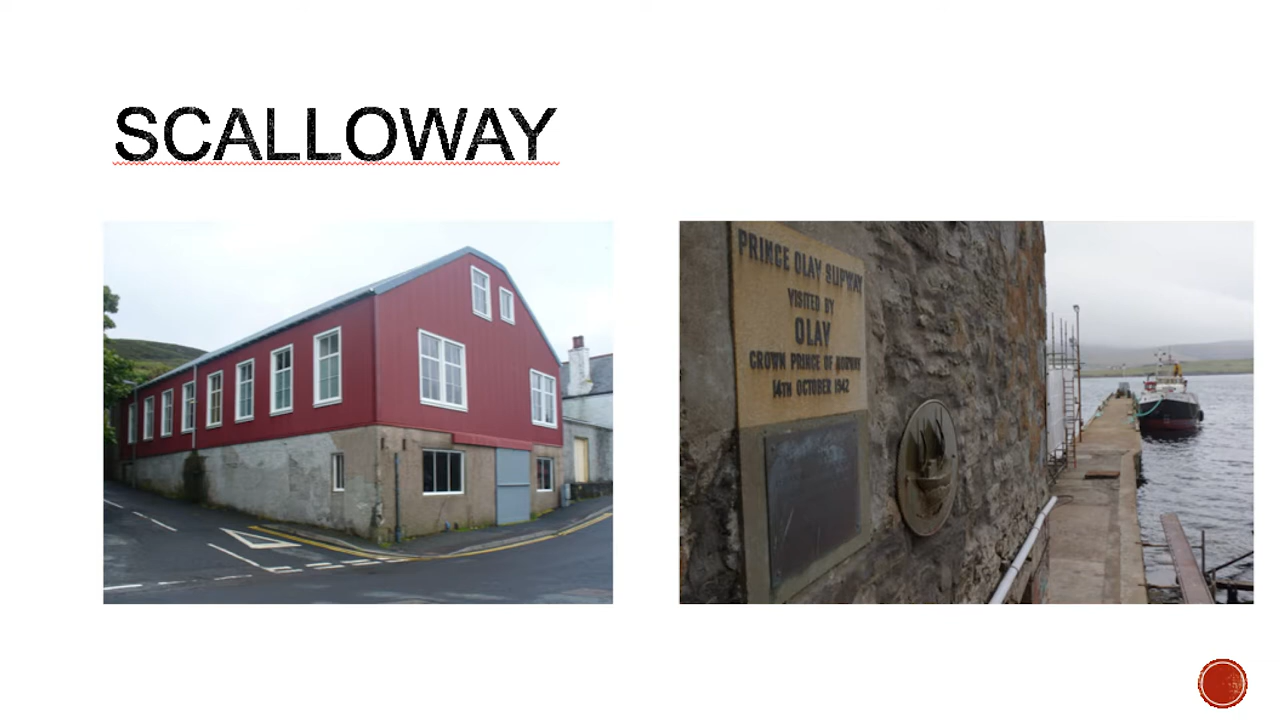 SCALLOWAY
PRINCE OLAV SLIPWAY
VISITED BY
OLAV
CROWN PRINCE OF NORWAY
14TH OCTOBER 1942